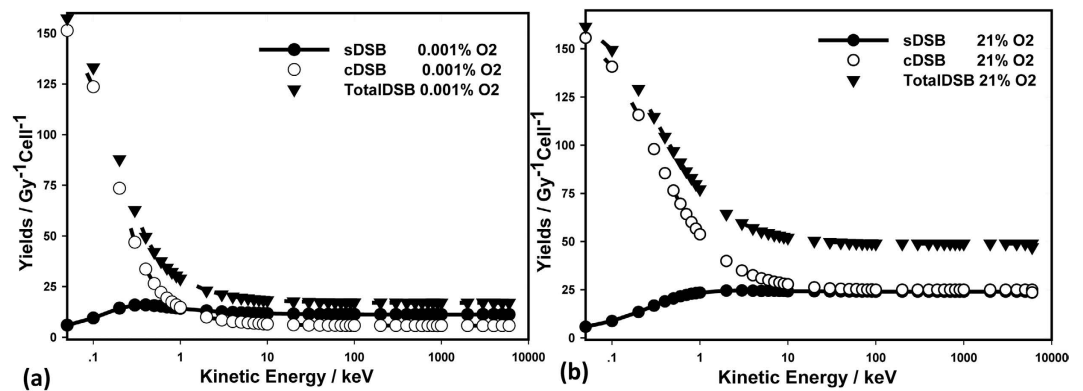 150
125
100
75
50
25
0
Yields / Gy-1Cell-1
sDSB 0.001% O2
cDSB 0.001% O2
TotalDSB 0.001% O2
.1 1 10 100 1000 10000
Kinetic Energy / keV
(a)
150
125
100
75
50
25
0
Yields / Gy-1Cell-1
sDSB 21% O2
cDSB 21% O2
TotalDSB 21% O2
.1 1 10 100 1000 10000
Kinetic Energy / keV
(b)